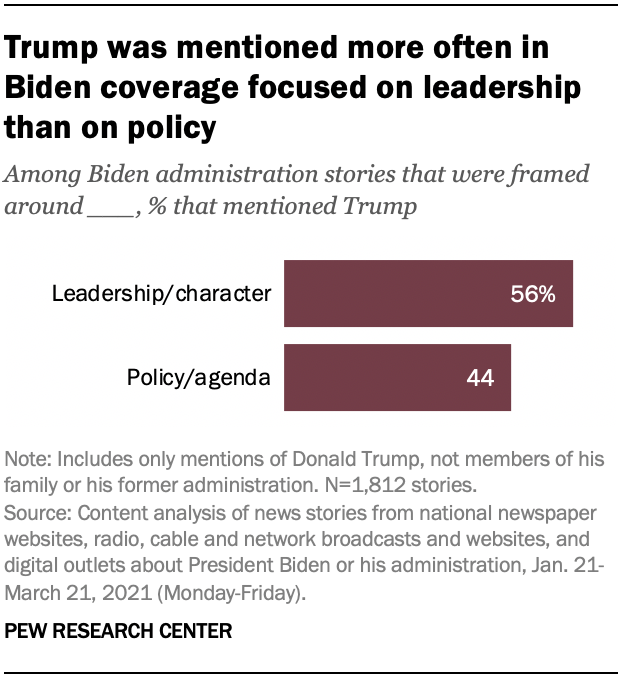 Trump was mentioned more often in
Biden coverage focused on leadership
than on policy
Among Biden administration stories that were framed
around ___, % that mentioned Trump
Leadership/character
56%
Policy/agenda
44
Note: Includes only mentions of Donald Trump, not members of his
family or his former administration. N=1,812 stories.
Source: Content analysis of news stories from national newspaper
websites, radio, cable and network broadcasts and websites, and
digital outlets about President Biden or his administration, Jan. 21-
March 21, 2021 (Monday-Friday).
PEW RESEARCH CENTER